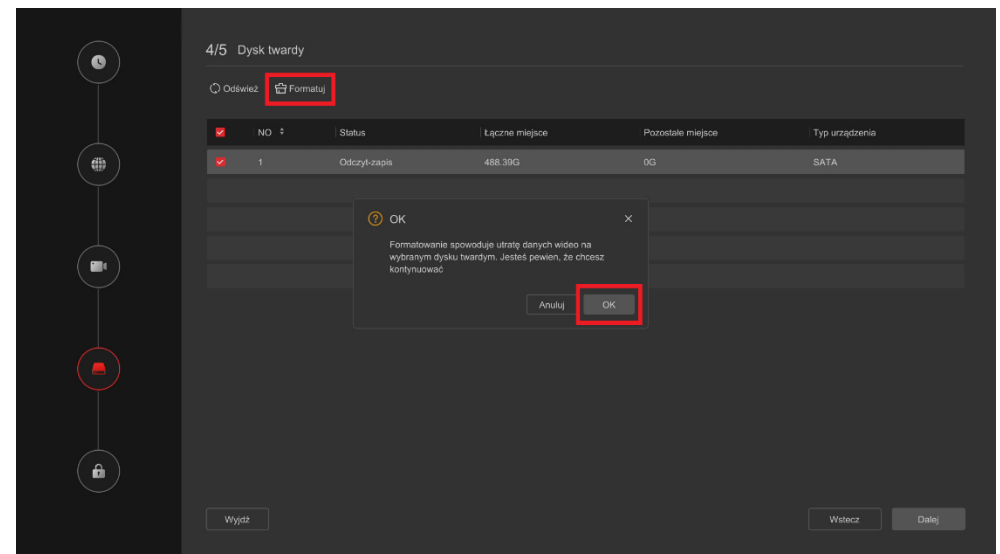 4/5 Dysk twardy
Odśwież Formatuj
NO Status Łączne miejsce Pozostałe miejsce Typ urządzenia
1 Odczyt-zapis 488.39G 0G SATA
OK
Formatowanie spowoduje utratę danych wideo na
wybranym dysku twardym. Jesteś pewien, że chcesz
kontynuować
Anuluj OK
Wyjdż Wstecz Dalej